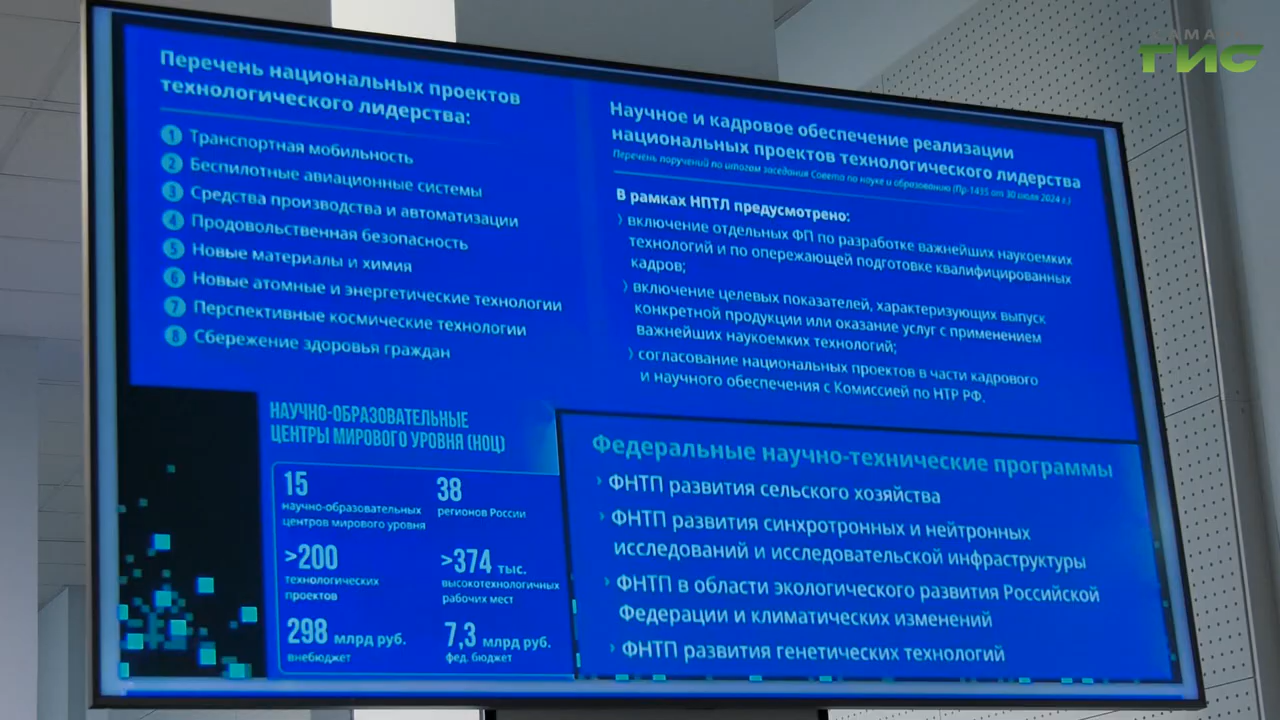 САМАРА
ГИС
Перечень национальных проектов
технологического лидерства:
1 Транспортная мобильность
2 Беспилотные авиационные системы
3 Средства производства и автоматизации
4 Продовольственная безопасность
5 Новые материалы и химия
6 Новые атомные и энергетические технологии
7 Перспективные космические технологии
8 Сбережение здоровья граждан
Научное и кадровое обеспечение реализации
национальных проектов технологического лидерства
Перечень поручений по итогам заседания Совета по науке и образованию (Пр-1435 от 30 июля 2024 г.)
В рамках НПТЛ предусмотрено:
〉включение отдельных ФП по разработке важнейших наукоемких
технологий и по опережающей подготовке квалифицированных
кадров;
〉включение целевых показателей, характеризующих выпуск
конкретной продукции или оказание услуг с применением
важнейших наукоемких технологий;
〉согласование национальных проектов в части кадрового
и научного обеспечения с Комиссией по НТР РФ.
НАУЧНО-ОБРАЗОВАТЕЛЬНЫЕ
ЦЕНТРЫ МИРОВОГО УРОВНЯ (НОЦ)
15
научно-образовательных
центров мирового уровня
38
регионов России
>200
технологических
проектов
>374 тыс.
высокотехнологичных
рабочих мест
298 млрд руб.
внебюджет
7,3 млрд руб.
фед. бюджет
Федеральные научно-технические программы
› ФНТП развития сельского хозяйства
› ФНТП развития синхротронных и нейтронных
исследований и исследовательской инфраструктуры
› ФНТП в области экологического развития Российской
Федерации и климатических изменений
› ФНТП развития генетических технологий